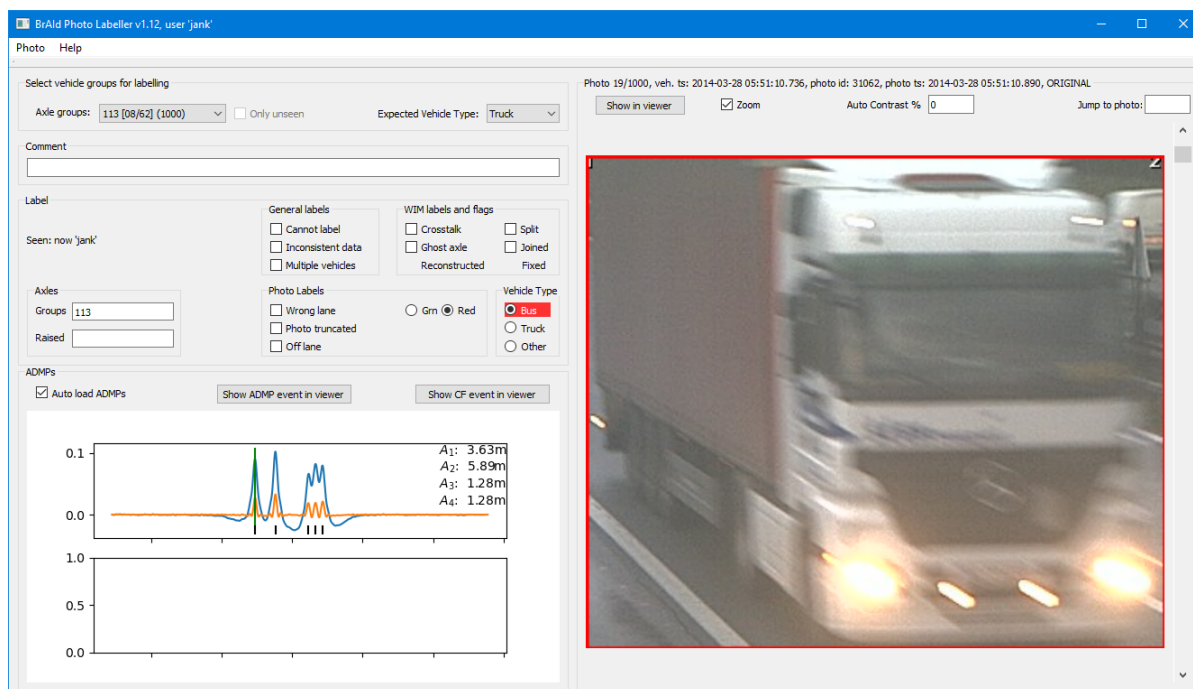 BrAId Photo Labeller v1.12, user 'jank'
Photo Help
Select vehicle groups for labelling
Axle groups: 113 [08/62] (1000) Only unseen Expected Vehicle Type: Truck
Comment
Label
Seen: now 'jank'
General labels
Cannot label
Inconsistent data
Multiple vehicles
WIM labels and flags
Crosstalk Split
Ghost axle Joined
Reconstructed Fixed
Axles
Groups 113
Raised
Photo Labels
Wrong lane Grn Red
Photo truncated
Off lane
Vehicle Type
Bus
Truck
Other
ADMPs
Auto load ADMPs Show ADMP event in viewer Show CF event in viewer
0.1
0.0
A1: 3.63m
A2: 5.89m
A3: 1.28m
A4: 1.28m
1.0
0.5
0.0
Photo 19/1000, veh. ts: 2014-03-28 05:51:10.736, photo id: 31062, photo ts: 2014-03-28 05:51:10.890, ORIGINAL
Show in viewer Zoom Auto Contrast % 0 Jump to photo: